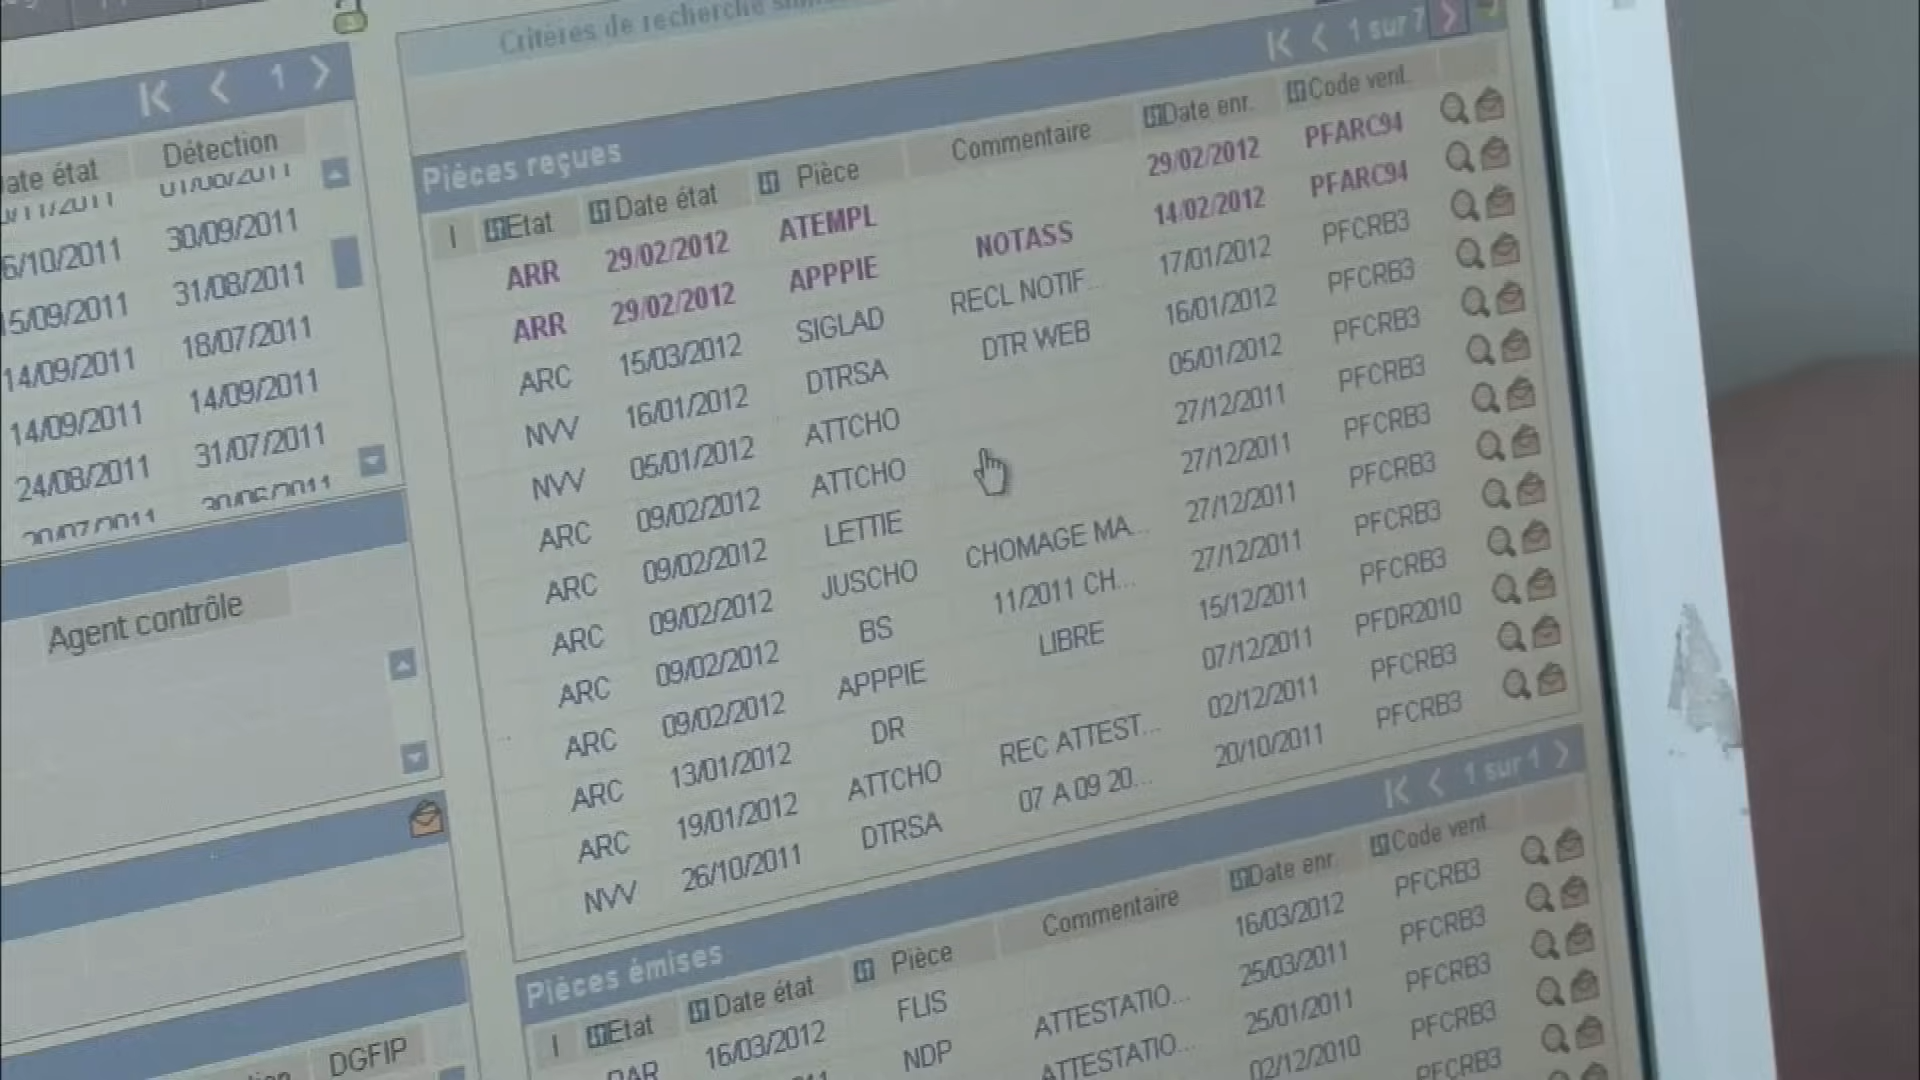 Critères de recherche
K < 1 >
ate état Détection
6/10/2011 30/09/2011
15/09/2011 31/08/2011
14/09/2011 18/07/2011
14/09/2011 14/09/2011
24/08/2011 31/07/2011
Agent contrôle
DGFIP
Pièces reçues K < 1 sur 7 >
I Etat Date état Pièce Commentaire Date enr. Code vent.
ARR 29/02/2012 ATEMPL 29/02/2012 PFARC94
ARR 29/02/2012 APPPIE NOTASS 14/02/2012 PFARC94
ARC 15/03/2012 SIGLAD RECL NOTIF... 17/01/2012 PFCRB3
NVV 16/01/2012 DTRSA DTR WEB 16/01/2012 PFCRB3
NVV 05/01/2012 ATTCHO 05/01/2012 PFCRB3
ARC 09/02/2012 ATTCHO 27/12/2011 PFCRB3
ARC 09/02/2012 LETTIE 27/12/2011 PFCRB3
ARC 09/02/2012 JUSCHO CHOMAGE MA... 27/12/2011 PFCRB3
ARC 09/02/2012 BS 11/2011 CH... 27/12/2011 PFCRB3
ARC 09/02/2012 APPPIE LIBRE 15/12/2011 PFCRB3
ARC 13/01/2012 DR 07/12/2011 PFDR2010
ARC 19/01/2012 ATTCHO REC ATTEST... 02/12/2011 PFCRB3
NVV 26/10/2011 DTRSA 07 A 09 20... 20/10/2011 PFCRB3
Pièces émises K < 1 sur 1 >
I Etat Date état Pièce Commentaire Date enr. Code vent.
16/03/2012 FLIS 16/03/2012 PFCRB3
NDP ATTESTATIO... 25/03/2011 PFCRB3
ATTESTATIO... 25/01/2011 PFCRB3
02/12/2010 PFCRB3
PFCRB3